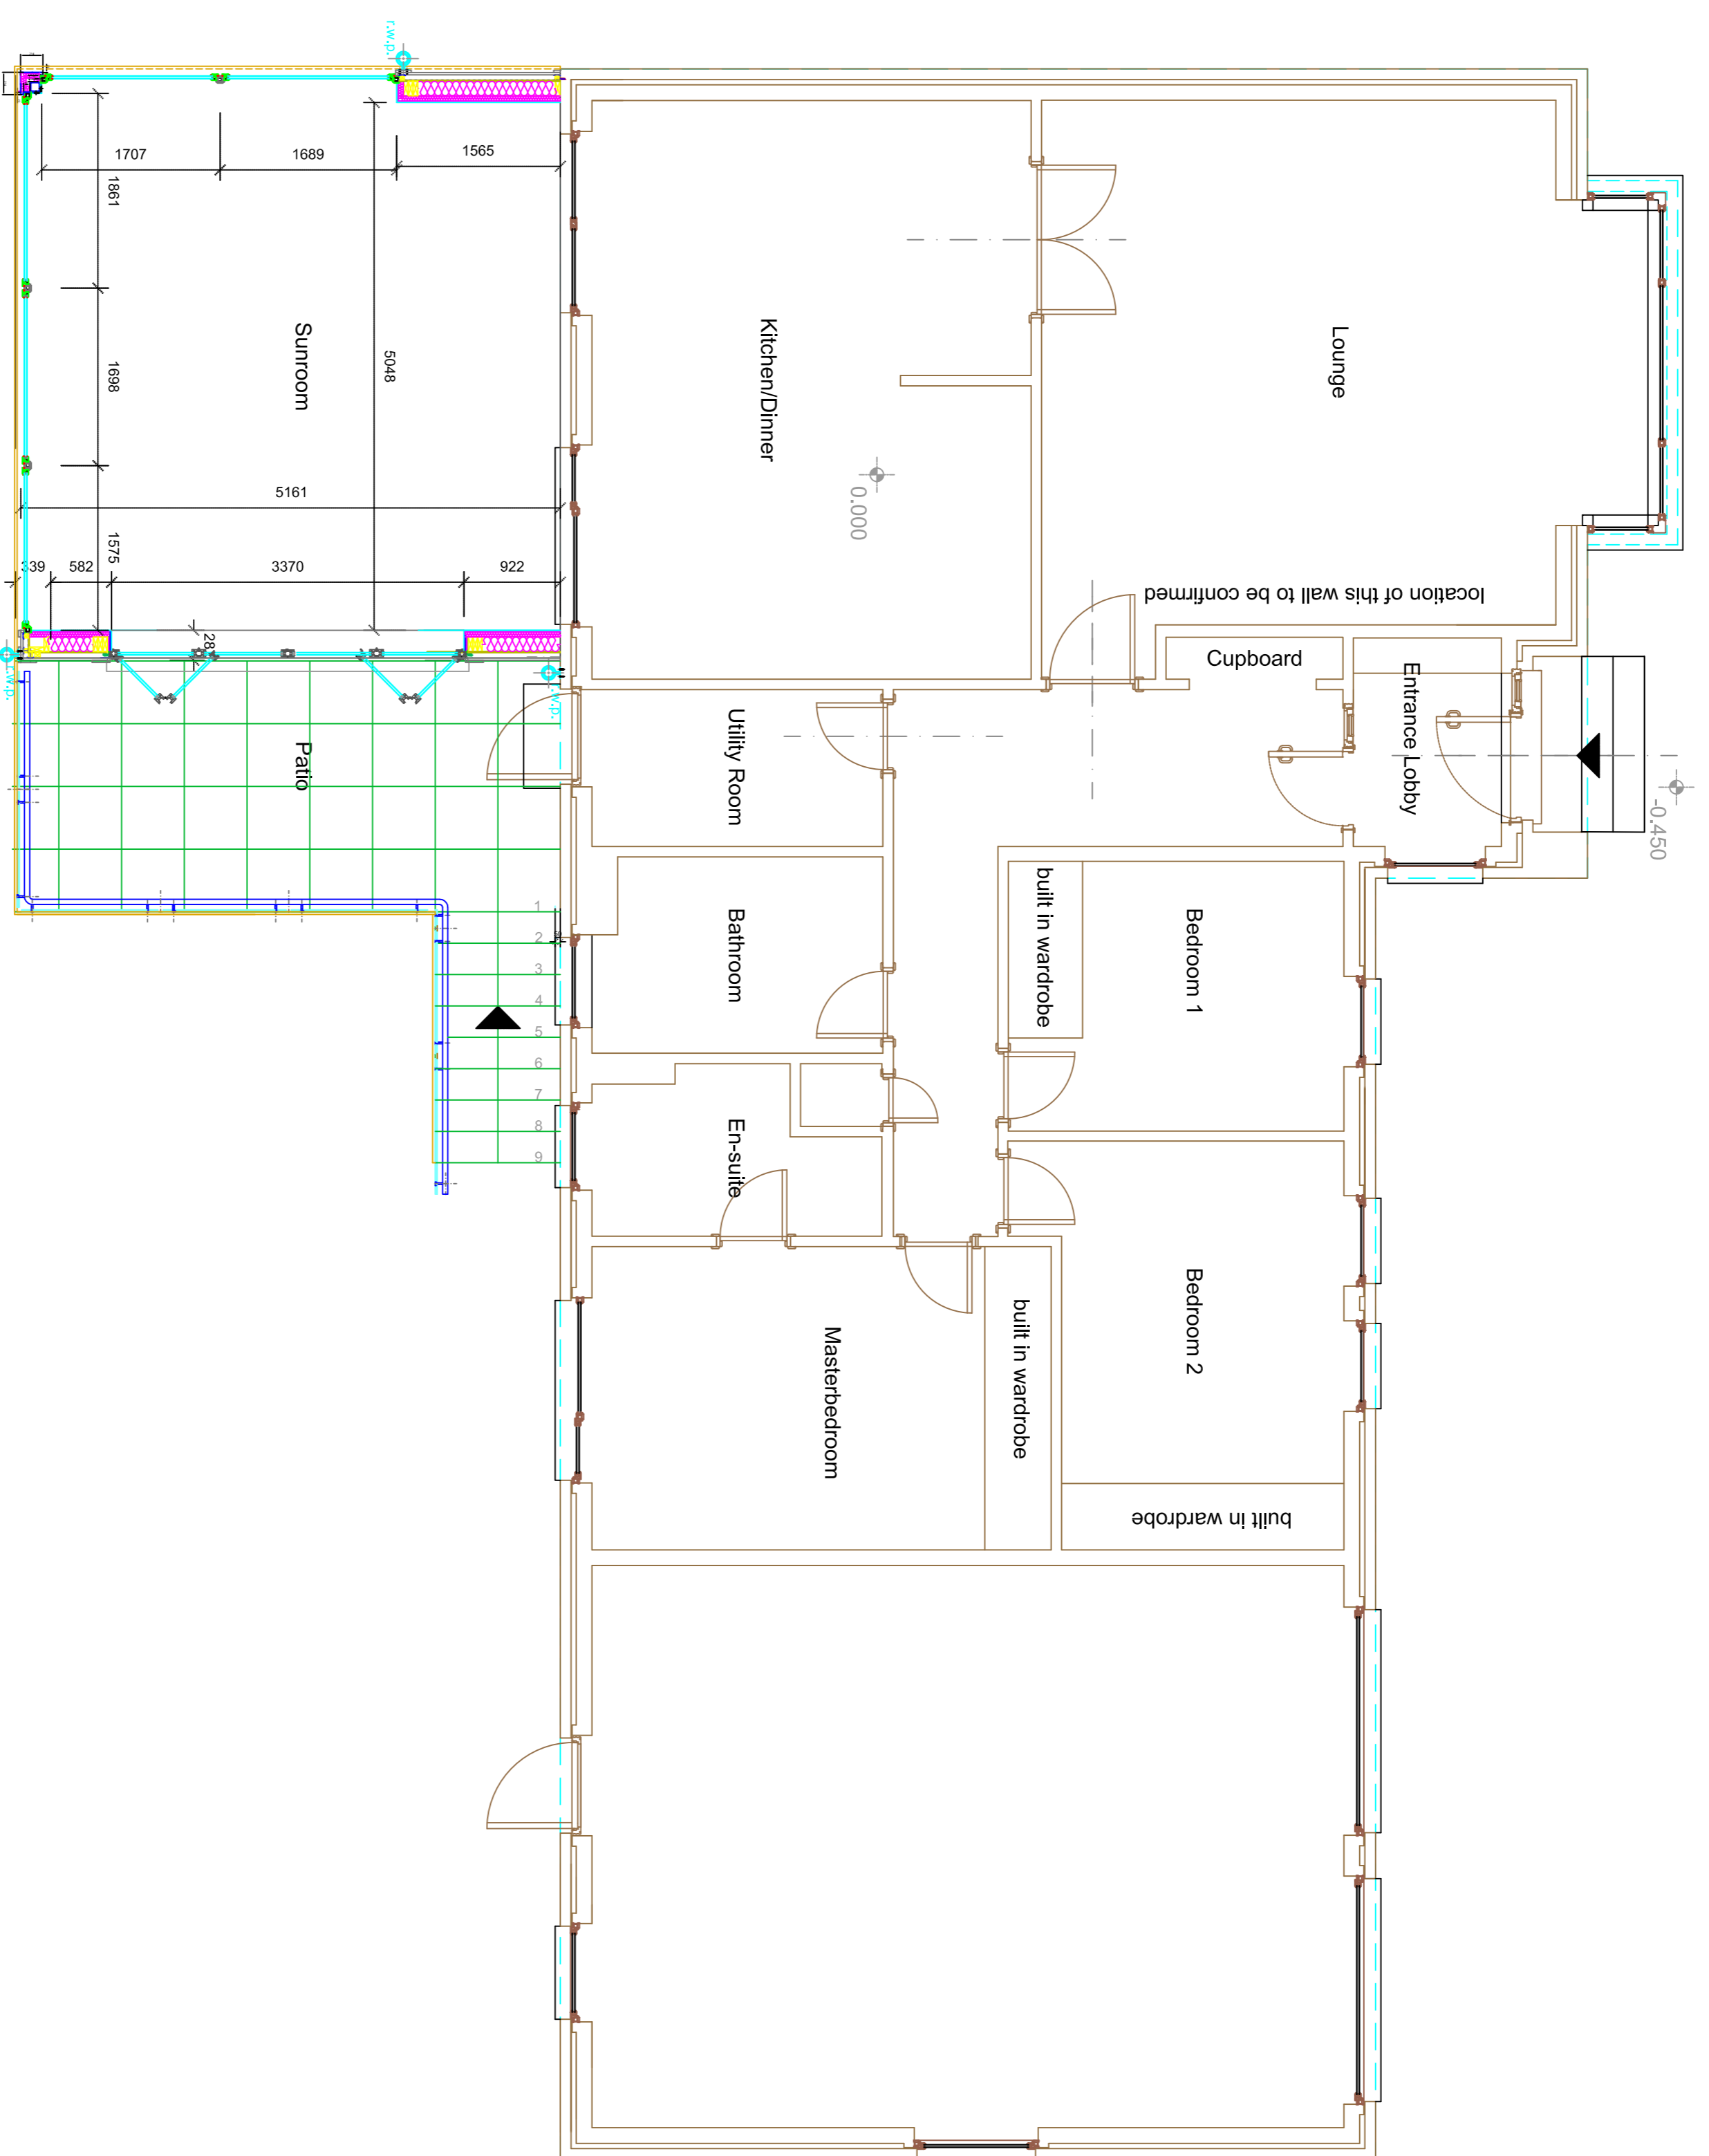 r.w.p.
1707
1689
1565
1861
Sunroom
5048
1698
5161
1575
339
582
3370
922
281
r.w.p.
r.w.p.
Patio
Kitchen/Dinner
0.000
Lounge
location of this wall to be confirmed
Cupboard
Entrance Lobby
-0.450
Utility Room
Bathroom
built in wardrobe
Bedroom 1
1
2
3
4
5
6
7
8
9
En-suite
Bedroom 2
built in wardrobe
Masterbedroom
built in wardrobe